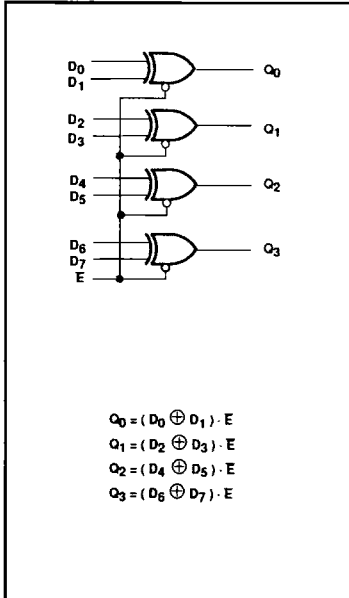 D₀
D₁
Q₀
D₂
D₃
Q₁
D₄
D₅
Q₂
D₆
D₇
Q₃
E̅
Q₀ = ( D₀ ⊕ D₁ ) · E̅
Q₁ = ( D₂ ⊕ D₃ ) · E̅
Q₂ = ( D₄ ⊕ D₅ ) · E̅
Q₃ = ( D₆ ⊕ D₇ ) · E̅